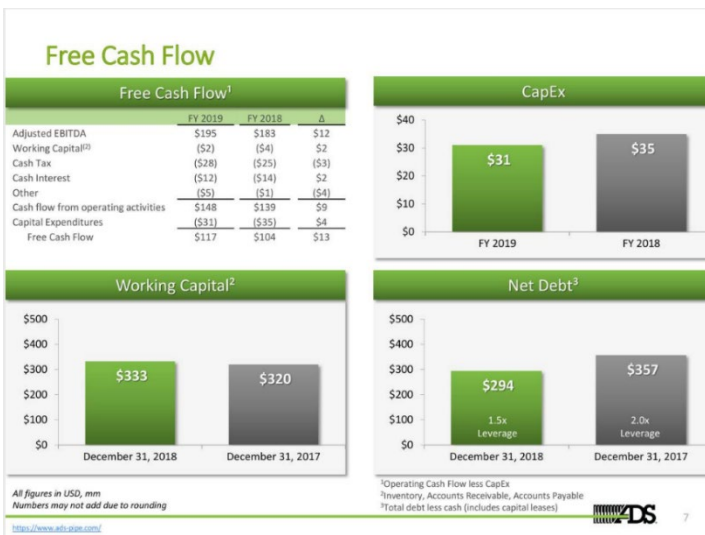 Free Cash Flow
Free Cash Flow¹
FY 2019 FY 2018 Δ
Adjusted EBITDA $195 $183 $12
Working Capital⁽²⁾ ($2) ($4) $2
Cash Tax ($28) ($25) ($3)
Cash Interest ($12) ($14) $2
Other ($5) ($1) ($4)
Cash flow from operating activities $148 $139 $9
Capital Expenditures ($31) ($35) $4
Free Cash Flow $117 $104 $13
CapEx
$40
$30
$20
$10
$0
$31
$35
FY 2019 FY 2018
Working Capital²
$500
$400
$300
$200
$100
$0
$333
$320
December 31, 2018 December 31, 2017
Net Debt³
$500
$400
$300
$200
$100
$0
$294
1.5x
Leverage
$357
2.0x
Leverage
December 31, 2018 December 31, 2017
All figures in USD, mm
Numbers may not add due to rounding
https://www.ads-pipe.com/
¹Operating Cash Flow less CapEx
²Inventory, Accounts Receivable, Accounts Payable
³Total debt less cash (includes capital leases)
ADS
7